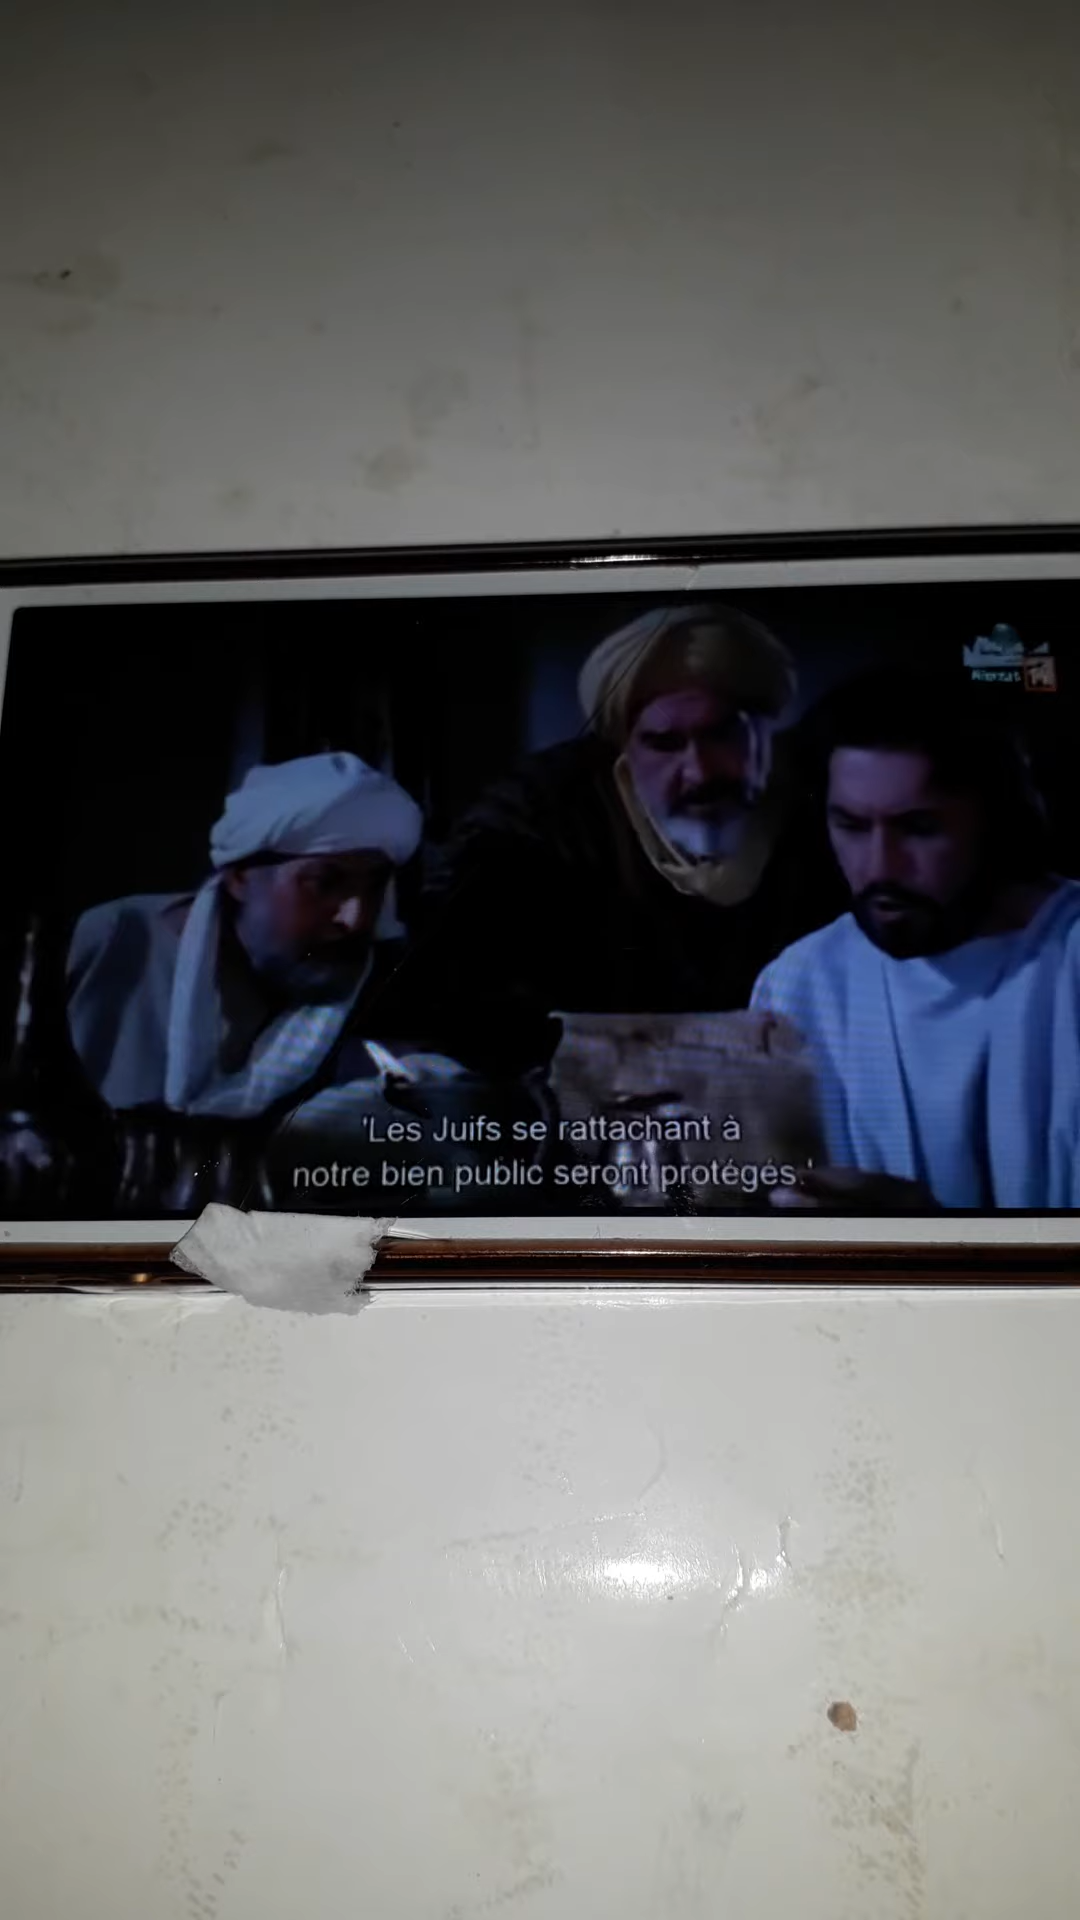 'Les Juifs se rattachant à
notre bien public seront protégés.'